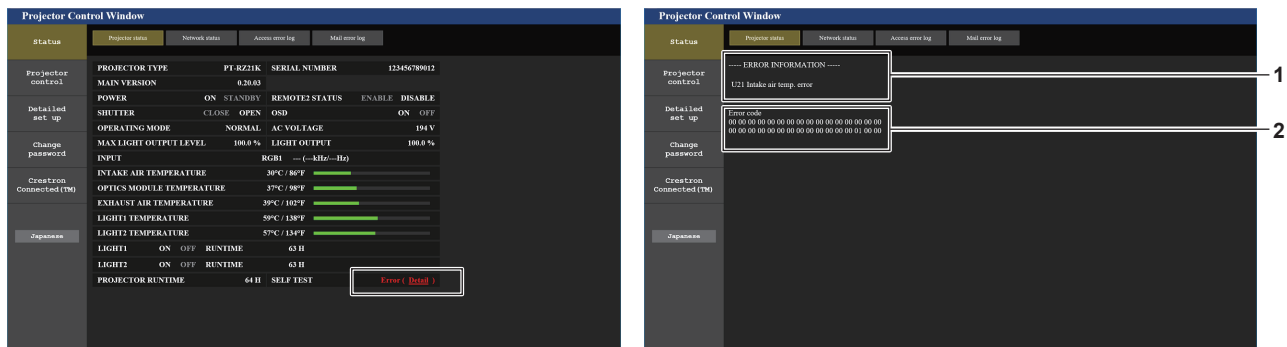 Projector Control Window
Status
Projector status Network status Access error log Mail error log
Projector
control
Detailed
set up
Change
password
Crestron
Connected(TM)
Japanese
PROJECTOR TYPE PT-RZ21K SERIAL NUMBER 123456789012
MAIN VERSION 0.20.03
POWER ON STANDBY REMOTE2 STATUS ENABLE DISABLE
SHUTTER CLOSE OPEN OSD ON OFF
OPERATING MODE NORMAL AC VOLTAGE 194 V
MAX LIGHT OUTPUT LEVEL 100.0 % LIGHT OUTPUT 100.0 %
INPUT RGB1 --- (---kHz/---Hz)
INTAKE AIR TEMPERATURE 30°C / 86°F
OPTICS MODULE TEMPERATURE 37°C / 98°F
EXHAUST AIR TEMPERATURE 39°C / 102°F
LIGHT1 TEMPERATURE 59°C / 138°F
LIGHT2 TEMPERATURE 57°C / 134°F
LIGHT1 ON OFF RUNTIME 63 H
LIGHT2 ON OFF RUNTIME 63 H
PROJECTOR RUNTIME 64 H SELF TEST Error ( Detail )
Projector Control Window
Status
Projector status Network status Access error log Mail error log
Projector
control
Detailed
set up
Change
password
Crestron
Connected(TM)
Japanese
----- ERROR INFORMATION -----
U21 Intake air temp. error
1
Error code
00 00 00 00 00 00 00 00 00 00 00 00 00 00 00 00
00 00 00 00 00 00 00 00 00 00 00 00 00 01 00 00
2